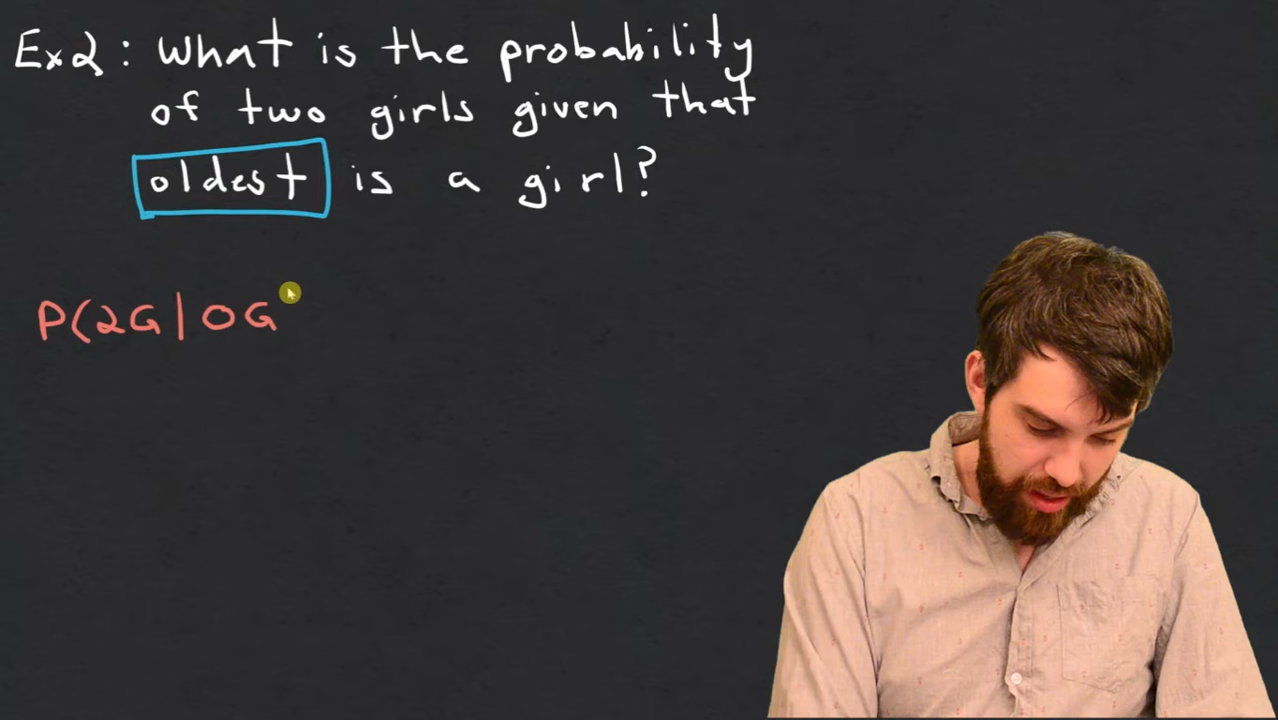 Ex2: What is the probability
of two girls given that
oldest is a girl?
P(2G|OG